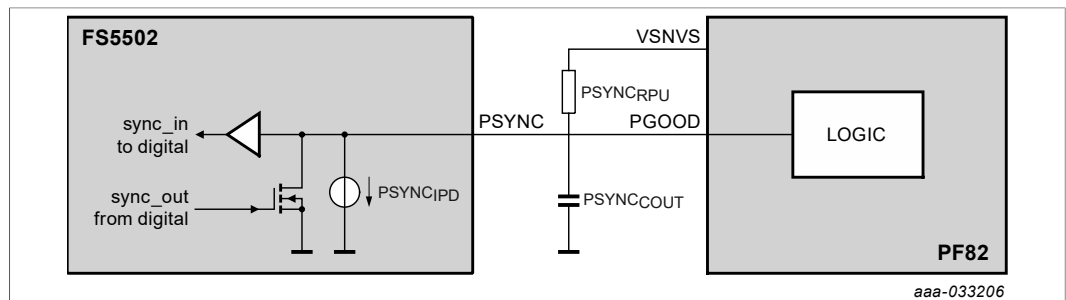 FS5502
VSNVS
PSYNCRPU
sync_in
to digital
PSYNC
PGOOD
LOGIC
sync_out
from digital
PSYNCIPD
PSYNCCOUT
PF82
aaa-033206